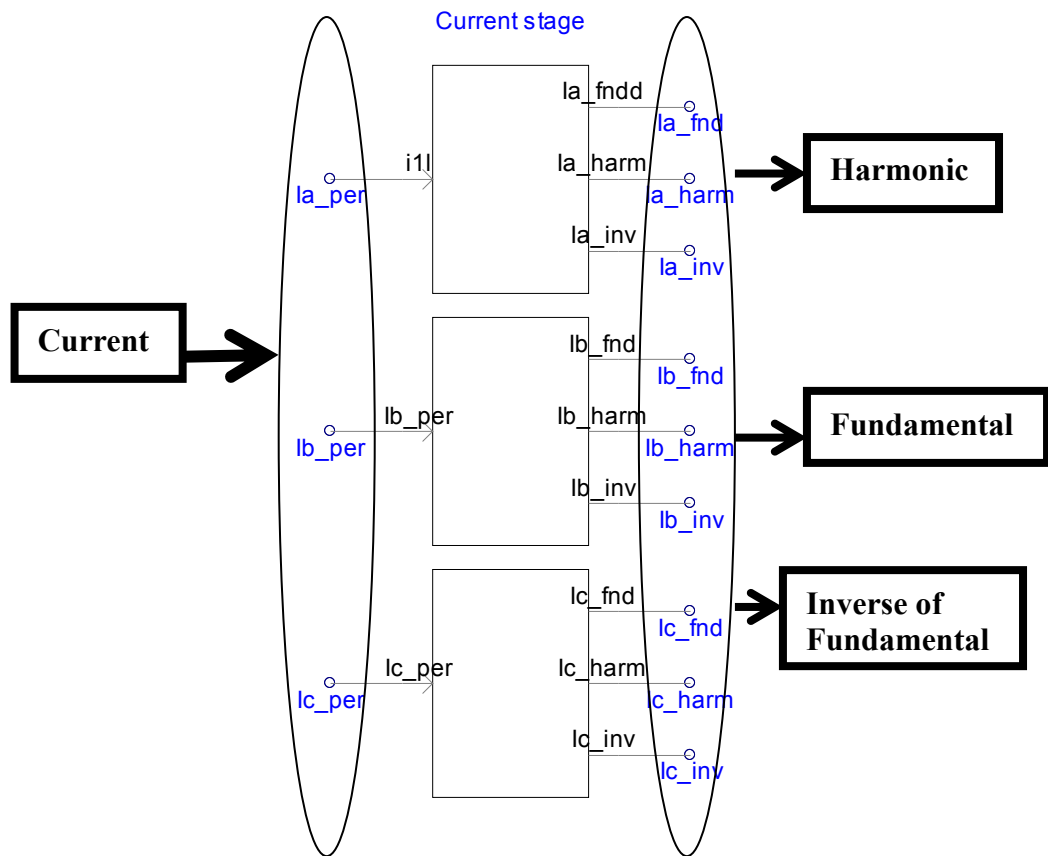 Current stage
Ia_fndd
Ia_fnd
i1I
Ia_harm
Ia_per
Ia_harm
Harmonic
Ia_inv
Ia_inv
Current
Ib_fnd
Ib_fnd
Ib_per
Ib_harm
Ib_per
Ib_harm
Fundamental
Ib_inv
Ib_inv
Ic_fnd
Ic_fnd
Inverse of
Fundamental
Ic_per
Ic_harm
Ic_per
Ic_harm
Ic_inv
Ic_inv